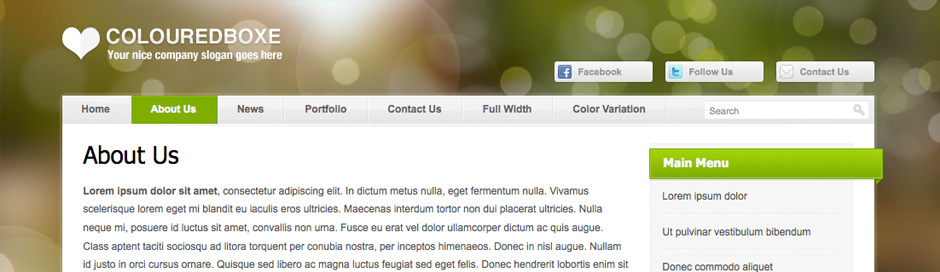 COLOUREDBOXE
Your nice company slogan goes here
Facebook
Follow Us
Contact Us
Home
About Us
News
Portfolio
Contact Us
Full Width
Color Variation
Search
About Us
Lorem ipsum dolor sit amet, consectetur adipiscing elit. In dictum metus nulla, eget fermentum nulla. Vivamus
scelerisque lorem eget mi blandit eu iaculis eros ultricies. Maecenas interdum tortor non dui placerat ultricies. Nulla
neque mi, posuere id luctus sit amet, convallis non urna. Fusce eu erat vel dolor ullamcorper dictum ac quis augue.
Class aptent taciti sociosqu ad litora torquent per conubia nostra, per inceptos himenaeos. Donec in nisl augue. Nullam
id justo in orci cursus ornare. Quisque sed libero ac magna luctus feugiat sed eget felis. Donec hendrerit lobortis enim sit
Main Menu
Lorem ipsum dolor
Ut pulvinar vestibulum bibendum
Donec commodo aliquet